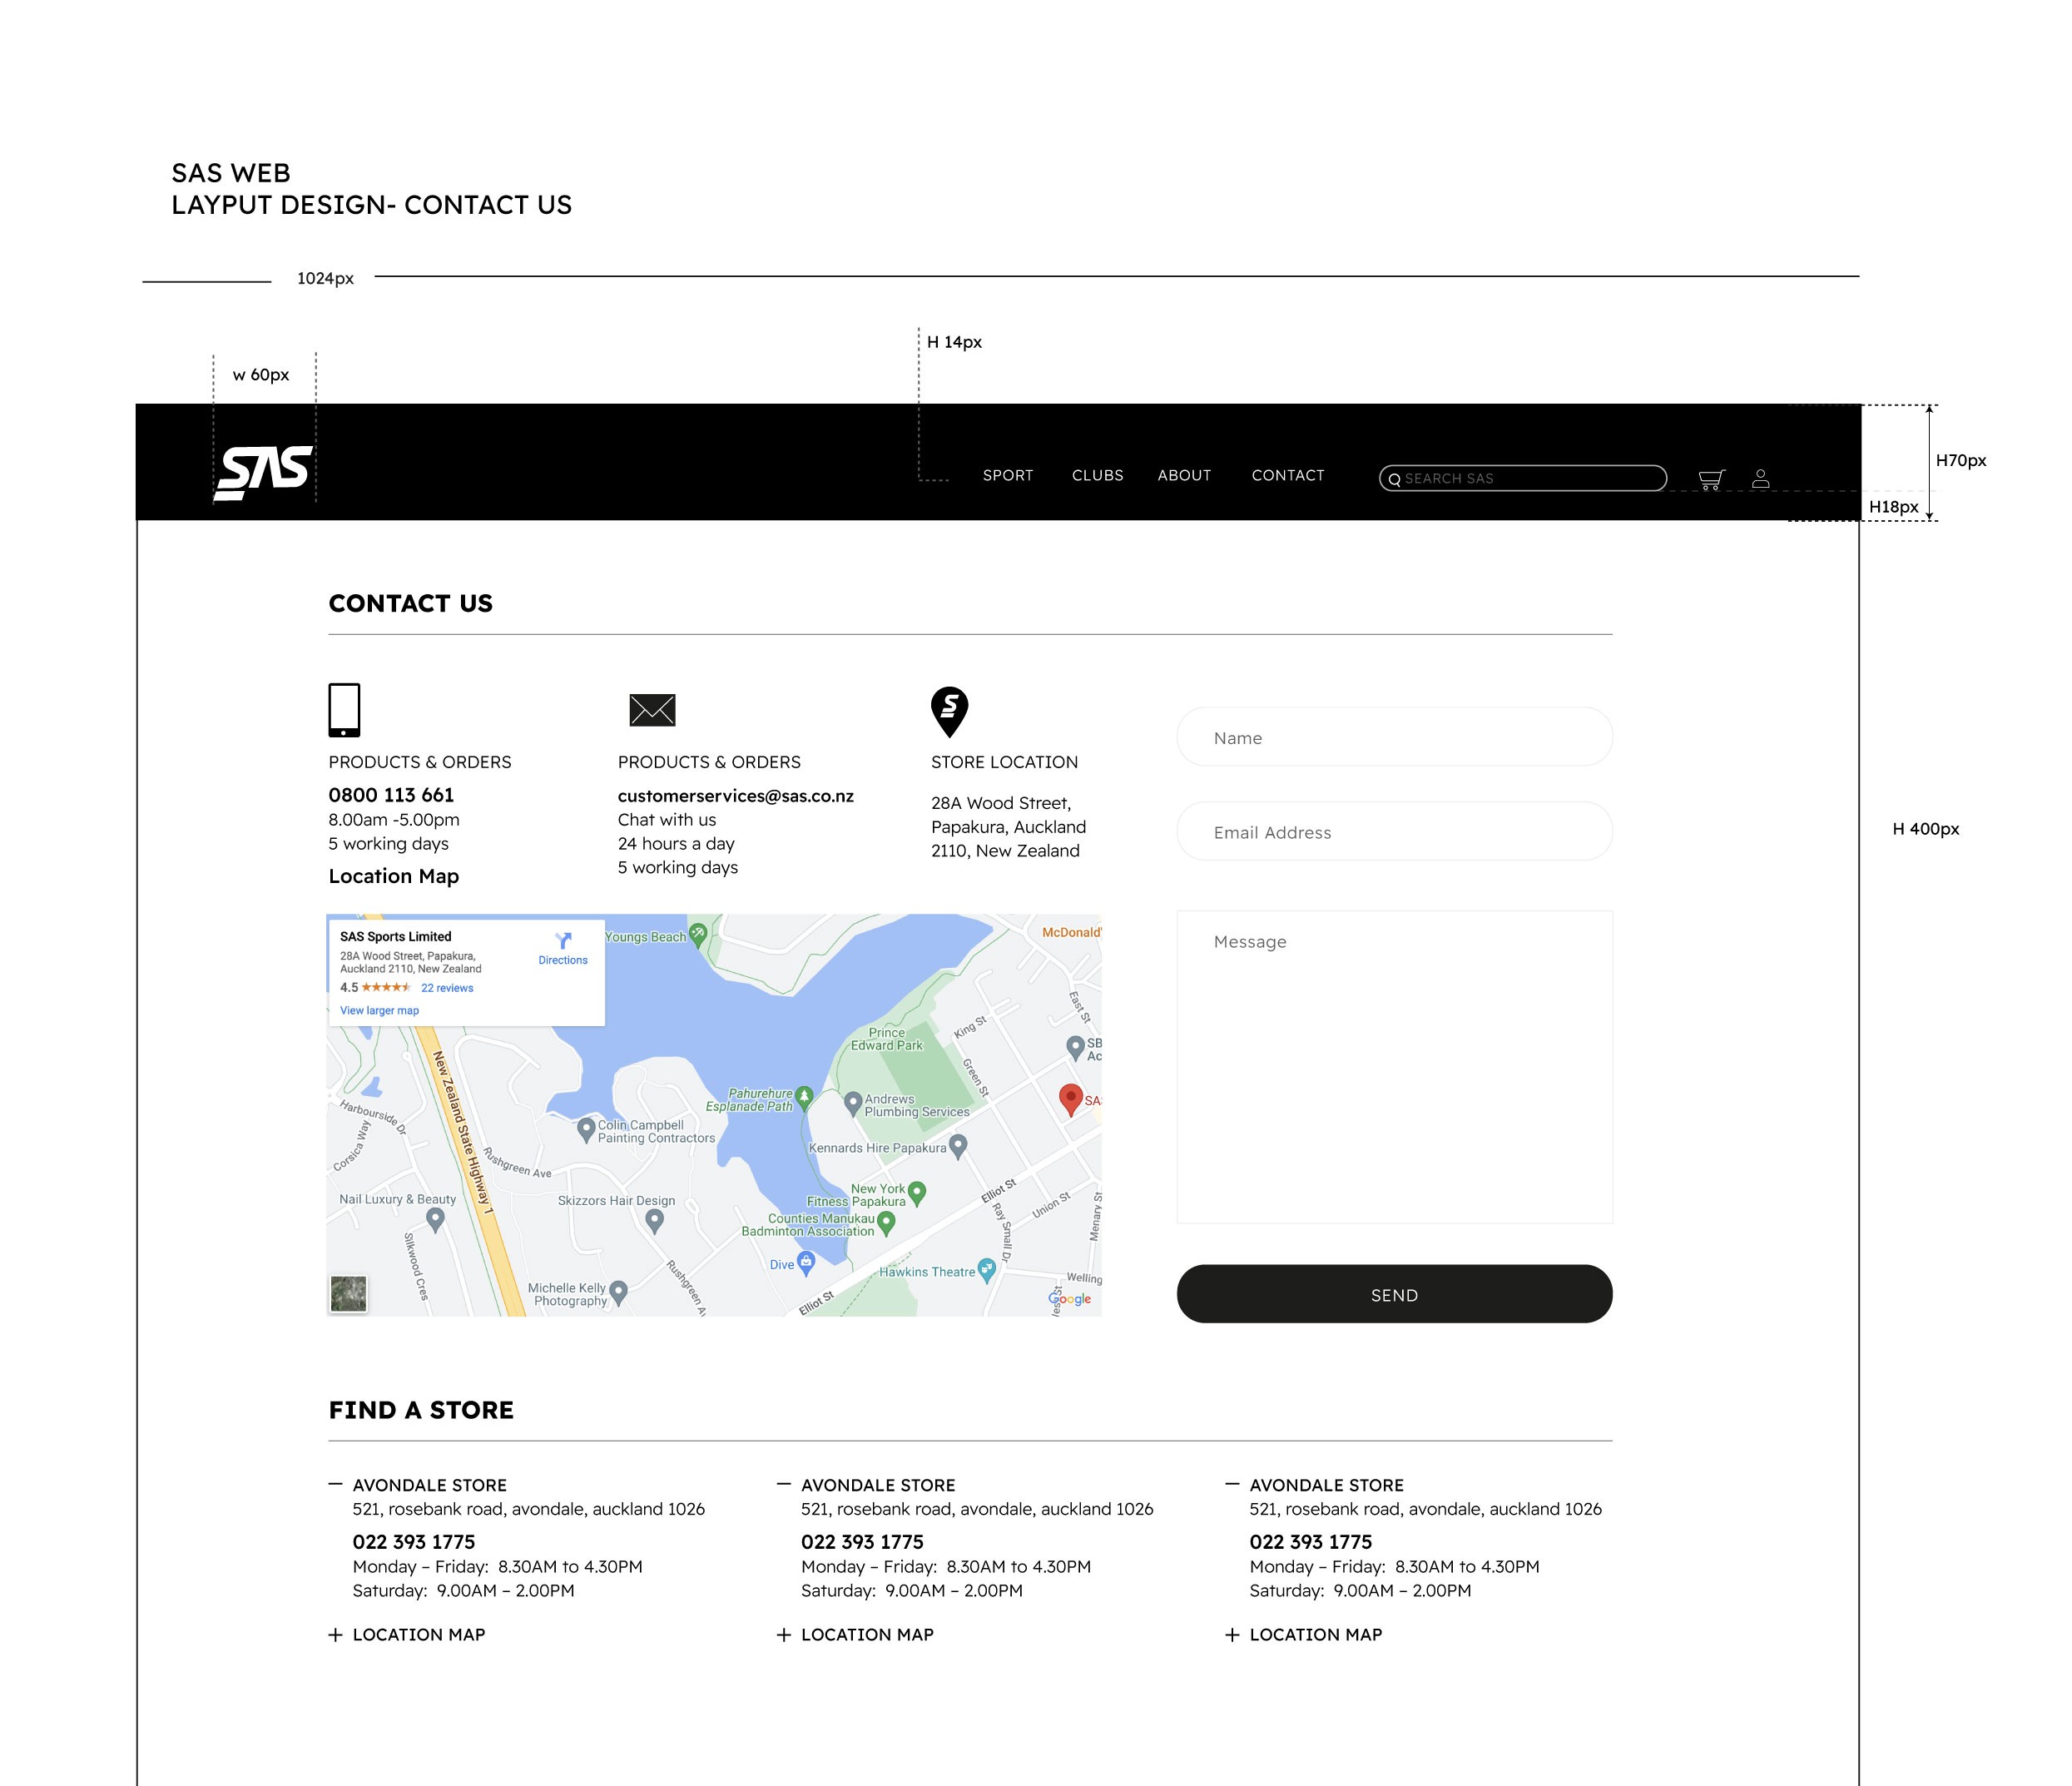 SAS WEB
LAYPUT DESIGN- CONTACT US
1024px
H 14px
w 60px
SAS
SPORT
CLUBS
ABOUT
CONTACT
SEARCH SAS
H70px
H18px
CONTACT US
PRODUCTS & ORDERS
0800 113 661
8.00am -5.00pm
5 working days
Location Map
PRODUCTS & ORDERS
customerservices@sas.co.nz
Chat with us
24 hours a day
5 working days
S
STORE LOCATION
28A Wood Street,
Papakura, Auckland
2110, New Zealand
Name
Email Address
Message
SEND
H 400px
SAS Sports Limited
28A Wood Street, Papakura,
Auckland 2110, New Zealand
4.5
22 reviews
View larger map
Directions
Youngs Beach
McDonald'
East St
King St
Prince
Edward Park
SB
Ac
Green St
Pahurehure
Esplanade Path
Andrews
Plumbing Services
SA
New Zealand State Highway 1
Harbourside Dr
Corsica Way
Colin Campbell
Painting Contractors
Kennards Hire Papakura
Rushgreen Ave
Nail Luxury & Beauty
Skizzors Hair Design
New York
Fitness Papakura
Elliot St
Union St
Menary S
Counties Manukau
Badminton Association
Ray Small Dr
Silkwood Cres
Dive
Hawkins Theatre
Welling
Michelle Kelly
Photography
Rushgreen A
Elliot St
les St
Google
FIND A STORE
AVONDALE STORE
521, rosebank road, avondale, auckland 1026
022 393 1775
Monday – Friday: 8.30AM to 4.30PM
Saturday: 9.00AM – 2.00PM
+ LOCATION MAP
AVONDALE STORE
521, rosebank road, avondale, auckland 1026
022 393 1775
Monday – Friday: 8.30AM to 4.30PM
Saturday: 9.00AM – 2.00PM
+ LOCATION MAP
AVONDALE STORE
521, rosebank road, avondale, auckland 1026
022 393 1775
Monday – Friday: 8.30AM to 4.30PM
Saturday: 9.00AM – 2.00PM
+ LOCATION MAP